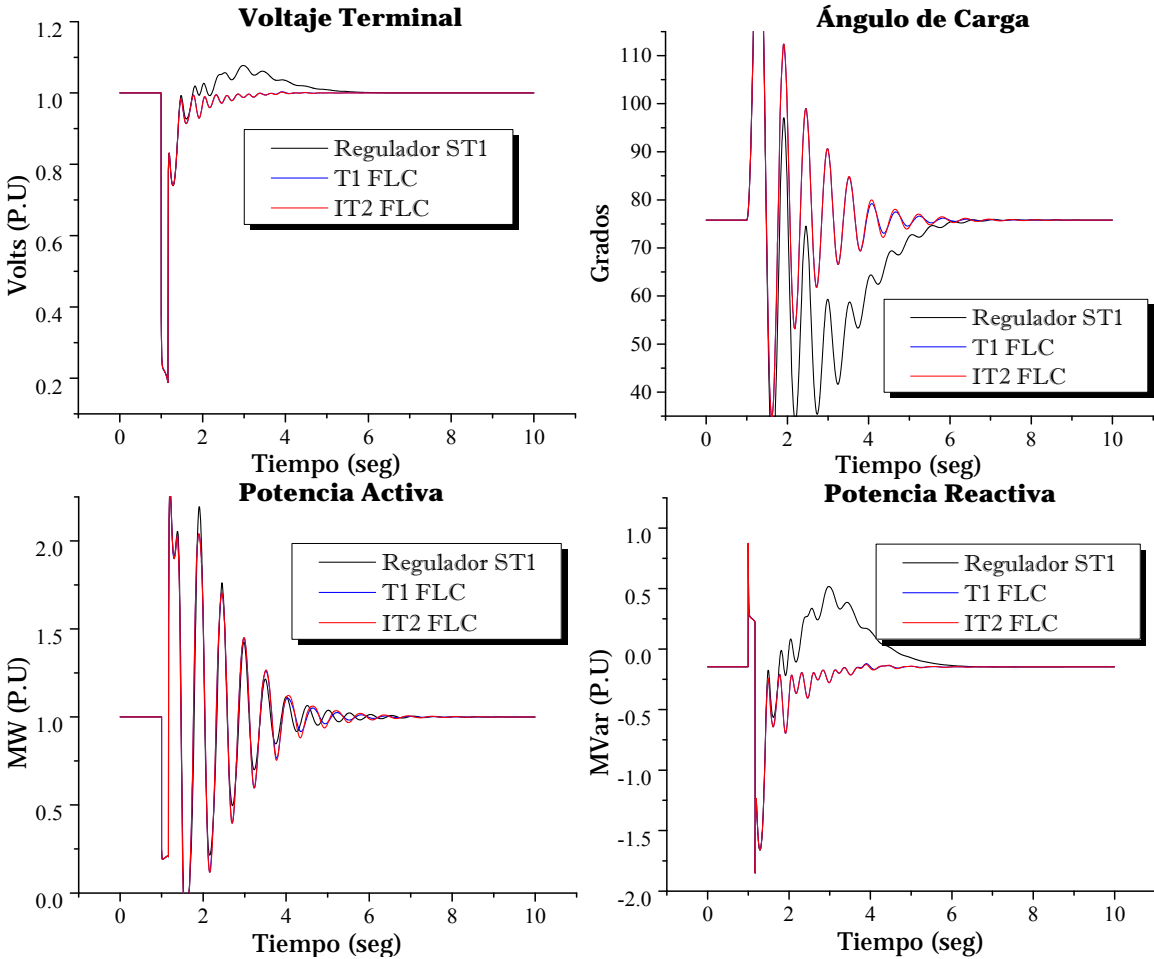 Voltaje Terminal
1.2
1.0
0.8
0.6
0.4
0.2
Volts (P.U)
Regulador ST1
T1 FLC
IT2 FLC
0 2 4 6 8 10
Tiempo (seg)
Ángulo de Carga
110
100
90
80
70
60
50
40
Grados
Regulador ST1
T1 FLC
IT2 FLC
0 2 4 6 8 10
Tiempo (seg)
Potencia Activa
2.0
1.5
1.0
0.5
0.0
MW (P.U)
Regulador ST1
T1 FLC
IT2 FLC
0 2 4 6 8 10
Tiempo (seg)
Potencia Reactiva
1.0
0.5
0.0
-0.5
-1.0
-1.5
-2.0
MVar (P.U)
Regulador ST1
T1 FLC
IT2 FLC
0 2 4 6 8 10
Tiempo (seg)